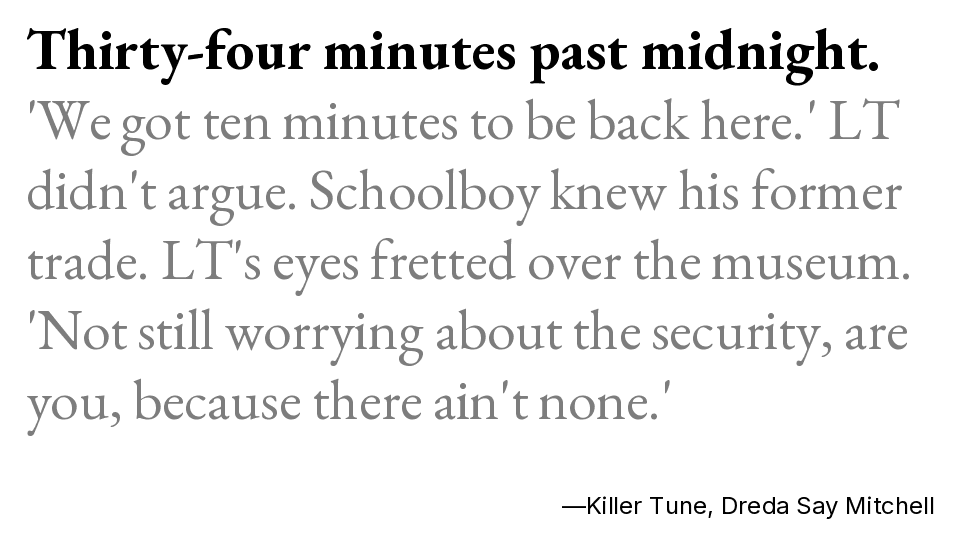 Thirty-four minutes past midnight.
'We got ten minutes to be back here.' LT
didn't argue. Schoolboy knew his former
trade. LT's eyes fretted over the museum.
'Not still worrying about the security, are
you, because there ain't none.'
—Killer Tune, Dreda Say Mitchell